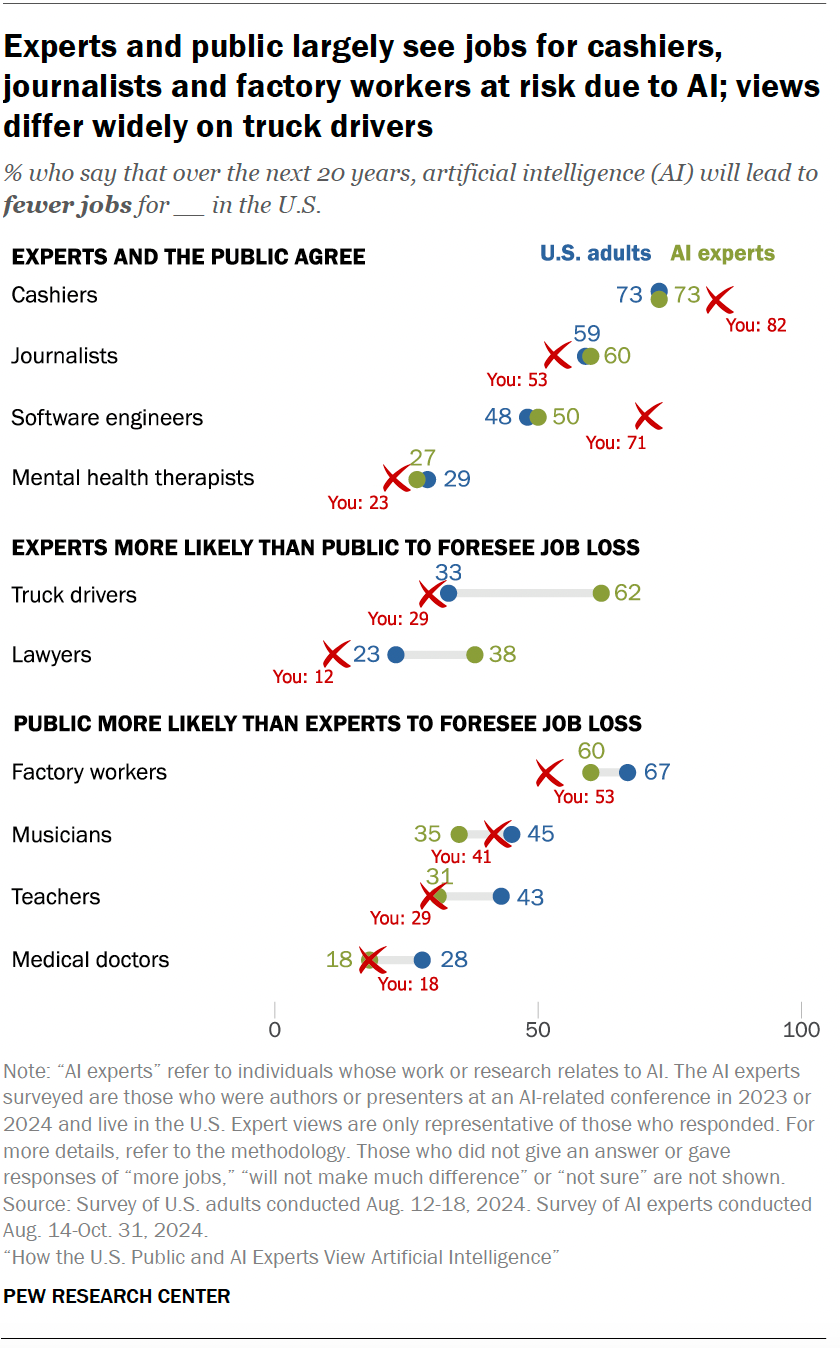 Experts and public largely see jobs for cashiers,
journalists and factory workers at risk due to AI; views
differ widely on truck drivers
% who say that over the next 20 years, artificial intelligence (AI) will lead to
fewer jobs for __ in the U.S.
EXPERTS AND THE PUBLIC AGREE
U.S. adults AI experts
Cashiers 73 73
You: 82
59
Journalists 60
You: 53
Software engineers 48 50
You: 71
27
Mental health therapists 29
You: 23
EXPERTS MORE LIKELY THAN PUBLIC TO FORESEE JOB LOSS
33
Truck drivers 62
You: 29
Lawyers 23 38
You: 12
PUBLIC MORE LIKELY THAN EXPERTS TO FORESEE JOB LOSS
60
Factory workers 67
You: 53
Musicians 35 45
You: 41
31
Teachers 43
You: 29
Medical doctors 18 28
You: 18
0 50 100
Note: “AI experts” refer to individuals whose work or research relates to AI. The AI experts
surveyed are those who were authors or presenters at an AI-related conference in 2023 or
2024 and live in the U.S. Expert views are only representative of those who responded. For
more details, refer to the methodology. Those who did not give an answer or gave
responses of “more jobs,” “will not make much difference” or “not sure” are not shown.
Source: Survey of U.S. adults conducted Aug. 12-18, 2024. Survey of AI experts conducted
Aug. 14-Oct. 31, 2024.
“How the U.S. Public and AI Experts View Artificial Intelligence”
PEW RESEARCH CENTER